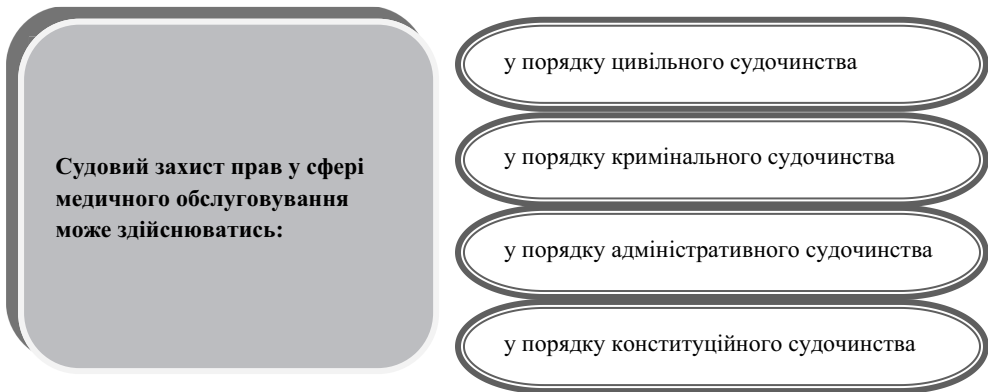 Судовий захист прав у сфері
медичного обслуговування
може здійснюватись:
у порядку цивільного судочинства
у порядку кримінального судочинства
у порядку адміністративного судочинства
у порядку конституційного судочинства